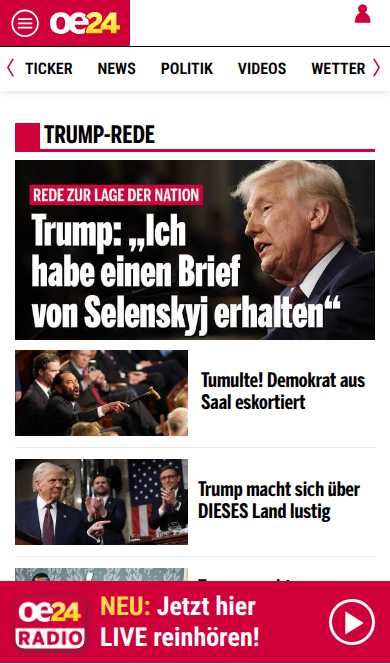 oe24
TICKER NEWS POLITIK VIDEOS WETTER
TRUMP-REDE
REDE ZUR LAGE DER NATION
Trump: „Ich
habe einen Brief
von Selenskyj erhalten“
Tumulte! Demokrat aus
Saal eskortiert
Trump macht sich über
DIESES Land lustig
oe24
RADIO
NEU: Jetzt hier
LIVE reinhören!